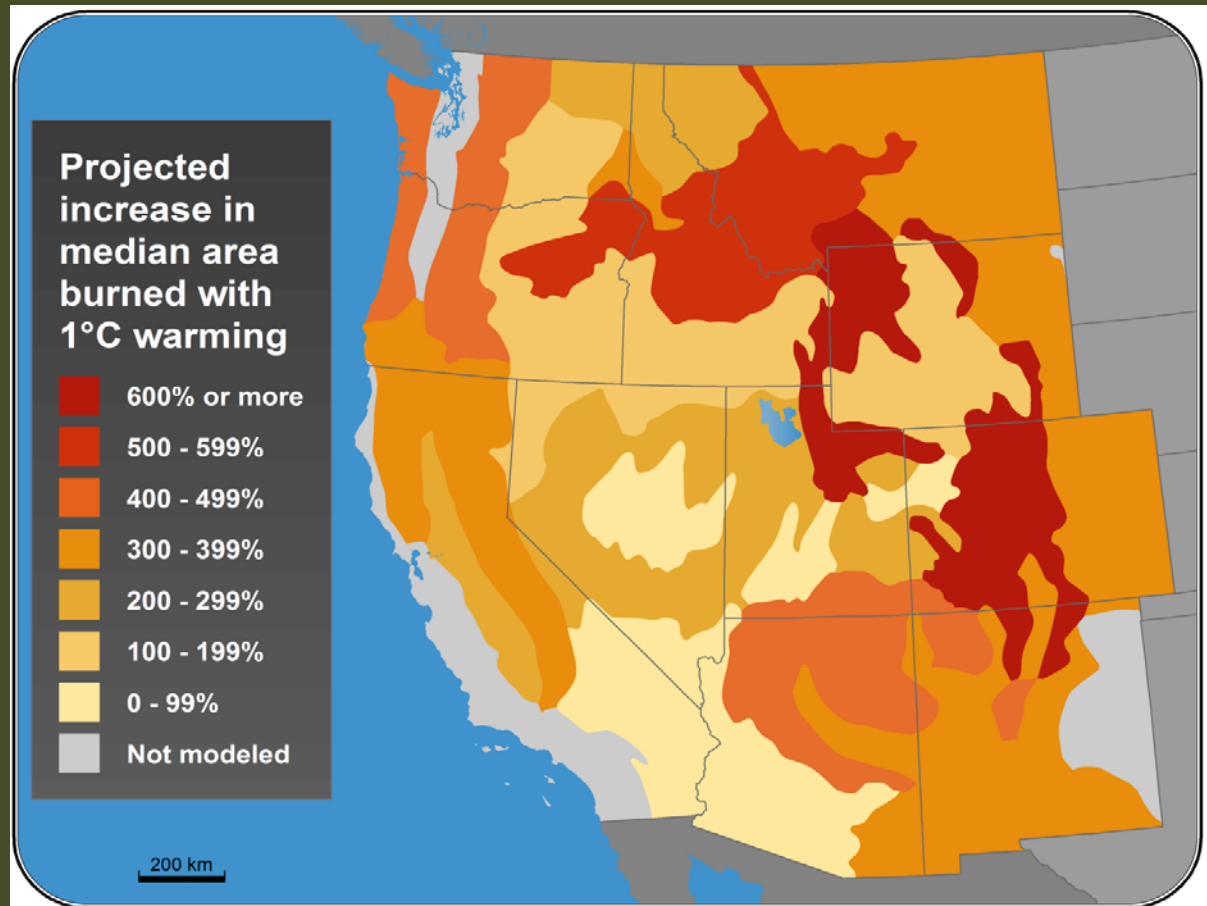 Projected
increase in
median area
burned with
1°C warming
600% or more
500 - 599%
400 - 499%
300 - 399%
200 - 299%
100 - 199%
0 - 99%
Not modeled
200 km